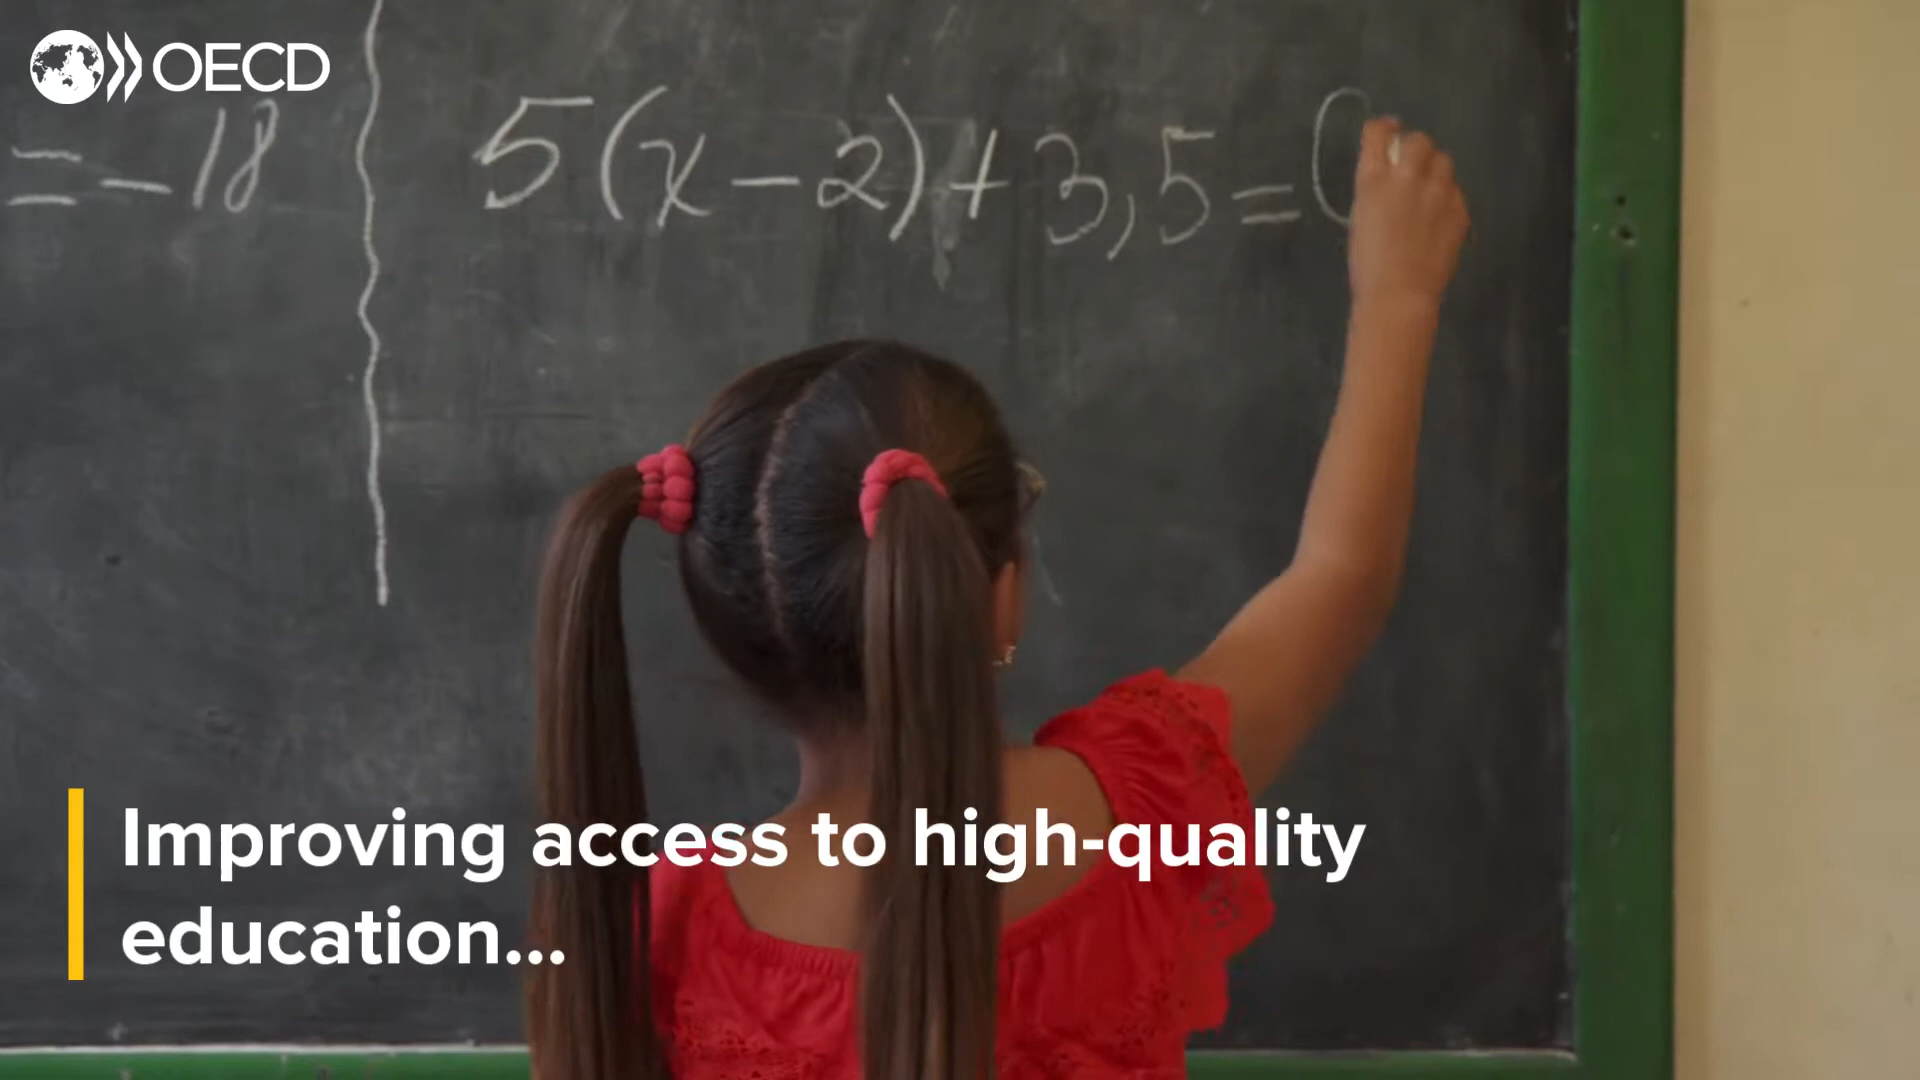 OECD
= -18
5(x-2)+3,5=0
Improving access to high-quality
education...